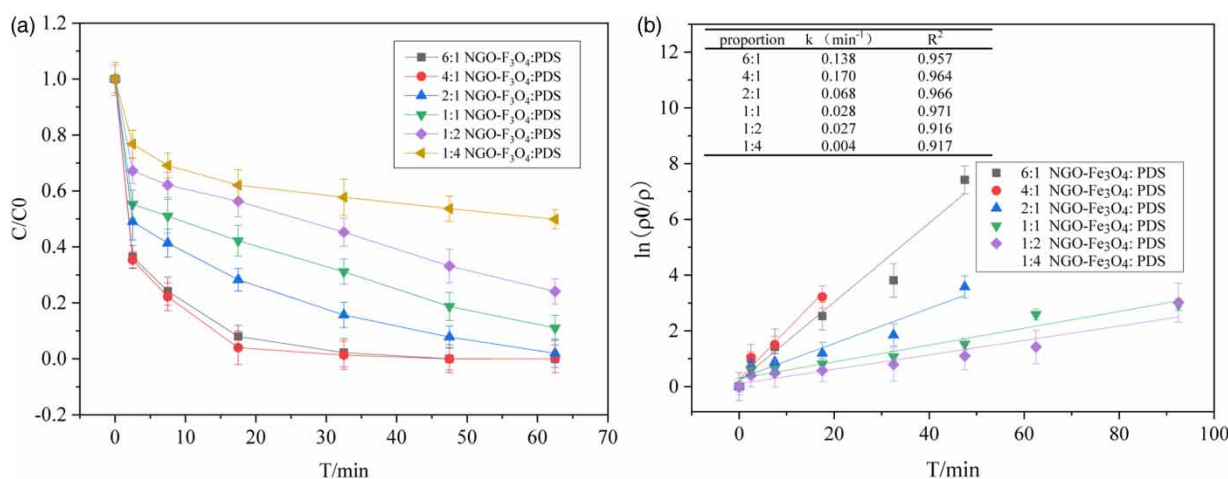 (a)
1.2
1.0
0.8
0.6
0.4
0.2
0.0
-0.2
C/C0
6:1 NGO-F₃O₄:PDS
4:1 NGO-F₃O₄:PDS
2:1 NGO-F₃O₄:PDS
1:1 NGO-F₃O₄:PDS
1:2 NGO-F₃O₄:PDS
1:4 NGO-F₃O₄:PDS
0 10 20 30 40 50 60 70
T/min
(b)
12
10
8
6
4
2
0
ln (ρ0/ρ)
proportion k (min⁻¹) R²
6:1 0.138 0.957
4:1 0.170 0.964
2:1 0.068 0.966
1:1 0.028 0.971
1:2 0.027 0.916
1:4 0.004 0.917
6:1 NGO-Fe₃O₄: PDS
4:1 NGO-Fe₃O₄: PDS
2:1 NGO-Fe₃O₄: PDS
1:1 NGO-Fe₃O₄: PDS
1:2 NGO-Fe₃O₄: PDS
1:4 NGO-Fe₃O₄: PDS
0 20 40 60 80 100
T/min